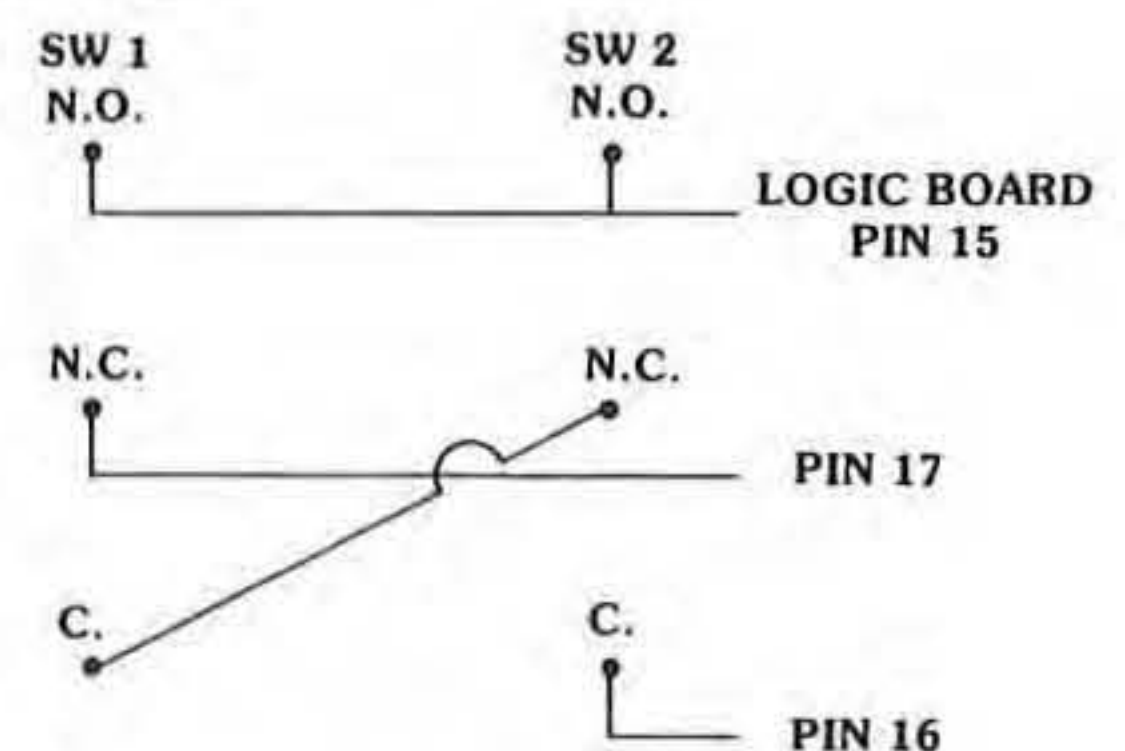 SW 1
N.O.
SW 2
N.O.
LOGIC BOARD
PIN 15
N.C.
N.C.
PIN 17
C.
C.
PIN 16